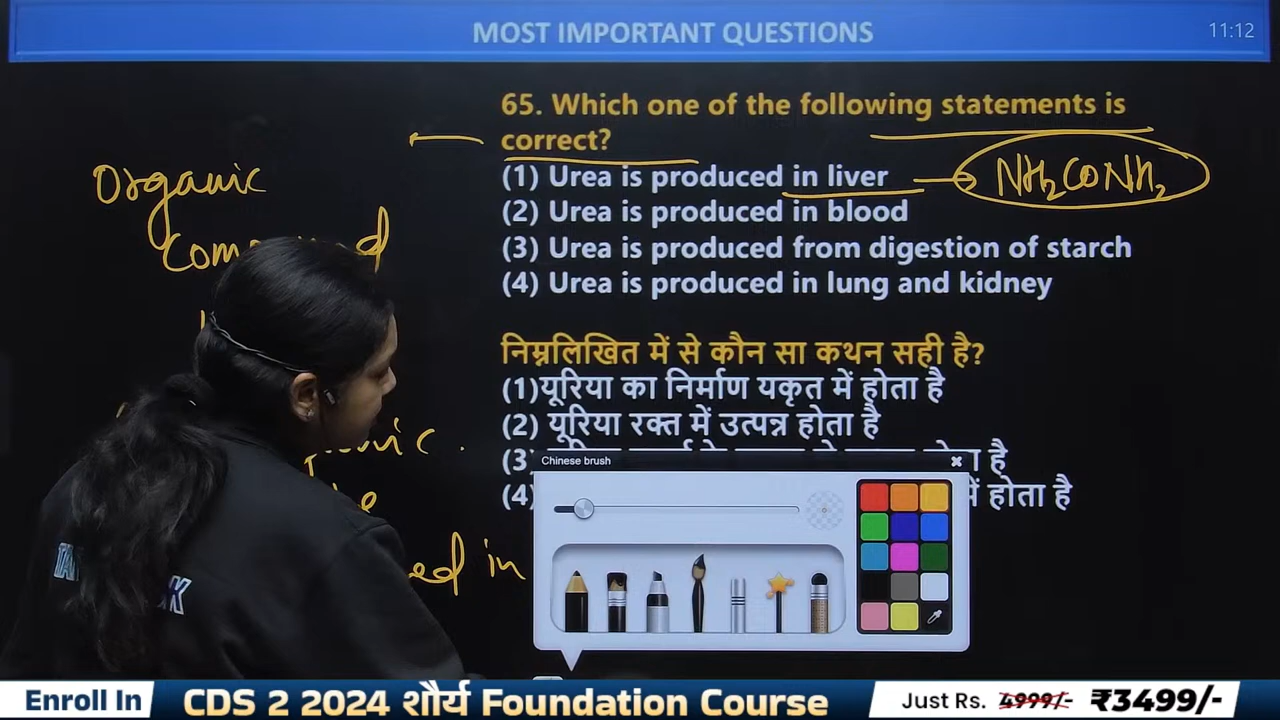 MOST IMPORTANT QUESTIONS
11:12
65. Which one of the following statements is
correct?
(1) Urea is produced in liver
NH2CONH2
(2) Urea is produced in blood
(3) Urea is produced from digestion of starch
(4) Urea is produced in lung and kidney
Organic
निम्नलिखित में से कौन सा कथन सही है?
(1)यूरिया का निर्माण यकृत में होता है
(2) यूरिया रक्त में उत्पन्न होता है
(3) है
(4) में होता है
in
Chinese brush
Enroll In
CDS 2 2024 शौर्य Foundation Course
Just Rs. 4999/- ₹3499/-